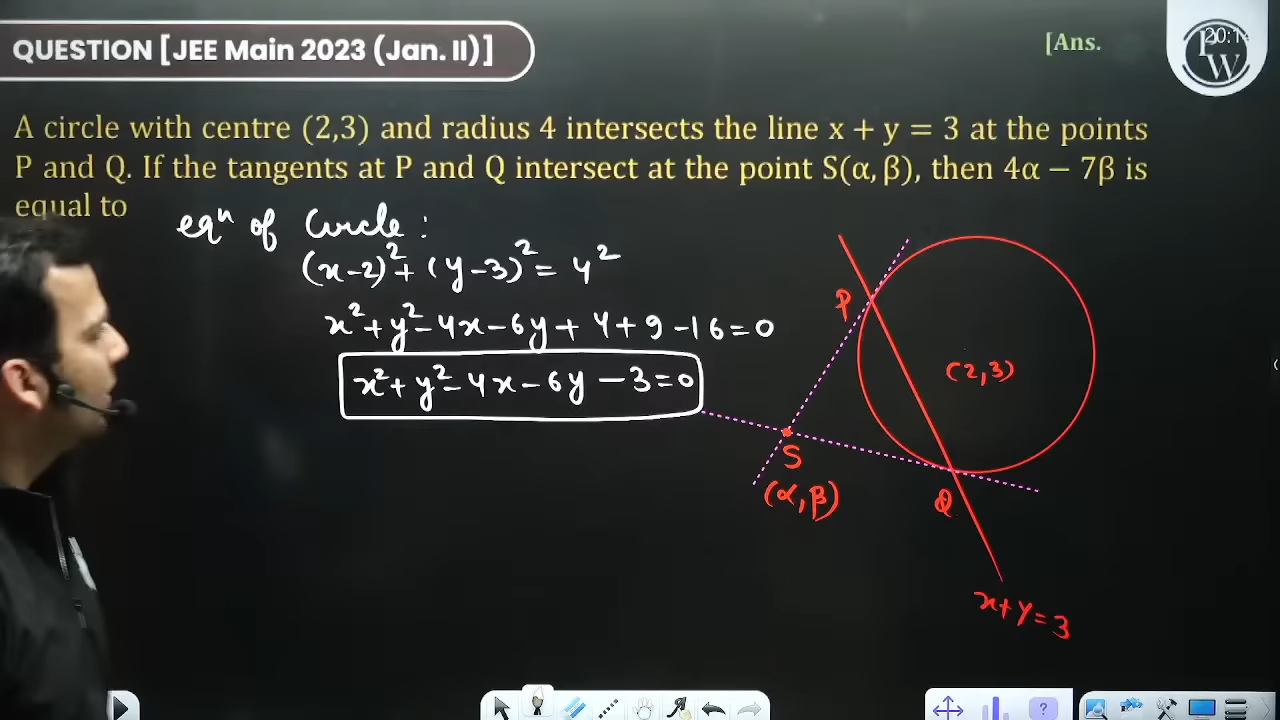 QUESTION [JEE Main 2023 (Jan. II)]
[Ans.
20:1
PW
A circle with centre (2,3) and radius 4 intersects the line x + y = 3 at the points
P and Q. If the tangents at P and Q intersect at the point S(α, β), then 4α − 7β is
equal to
eqⁿ of Circle :
(x-2)² + (y-3)² = 4²
x² + y² - 4x - 6y + 4 + 9 - 16 = 0
x² + y² - 4x - 6y - 3 = 0
P
(2,3)
S
(α, β)
Q
x+y=3
?